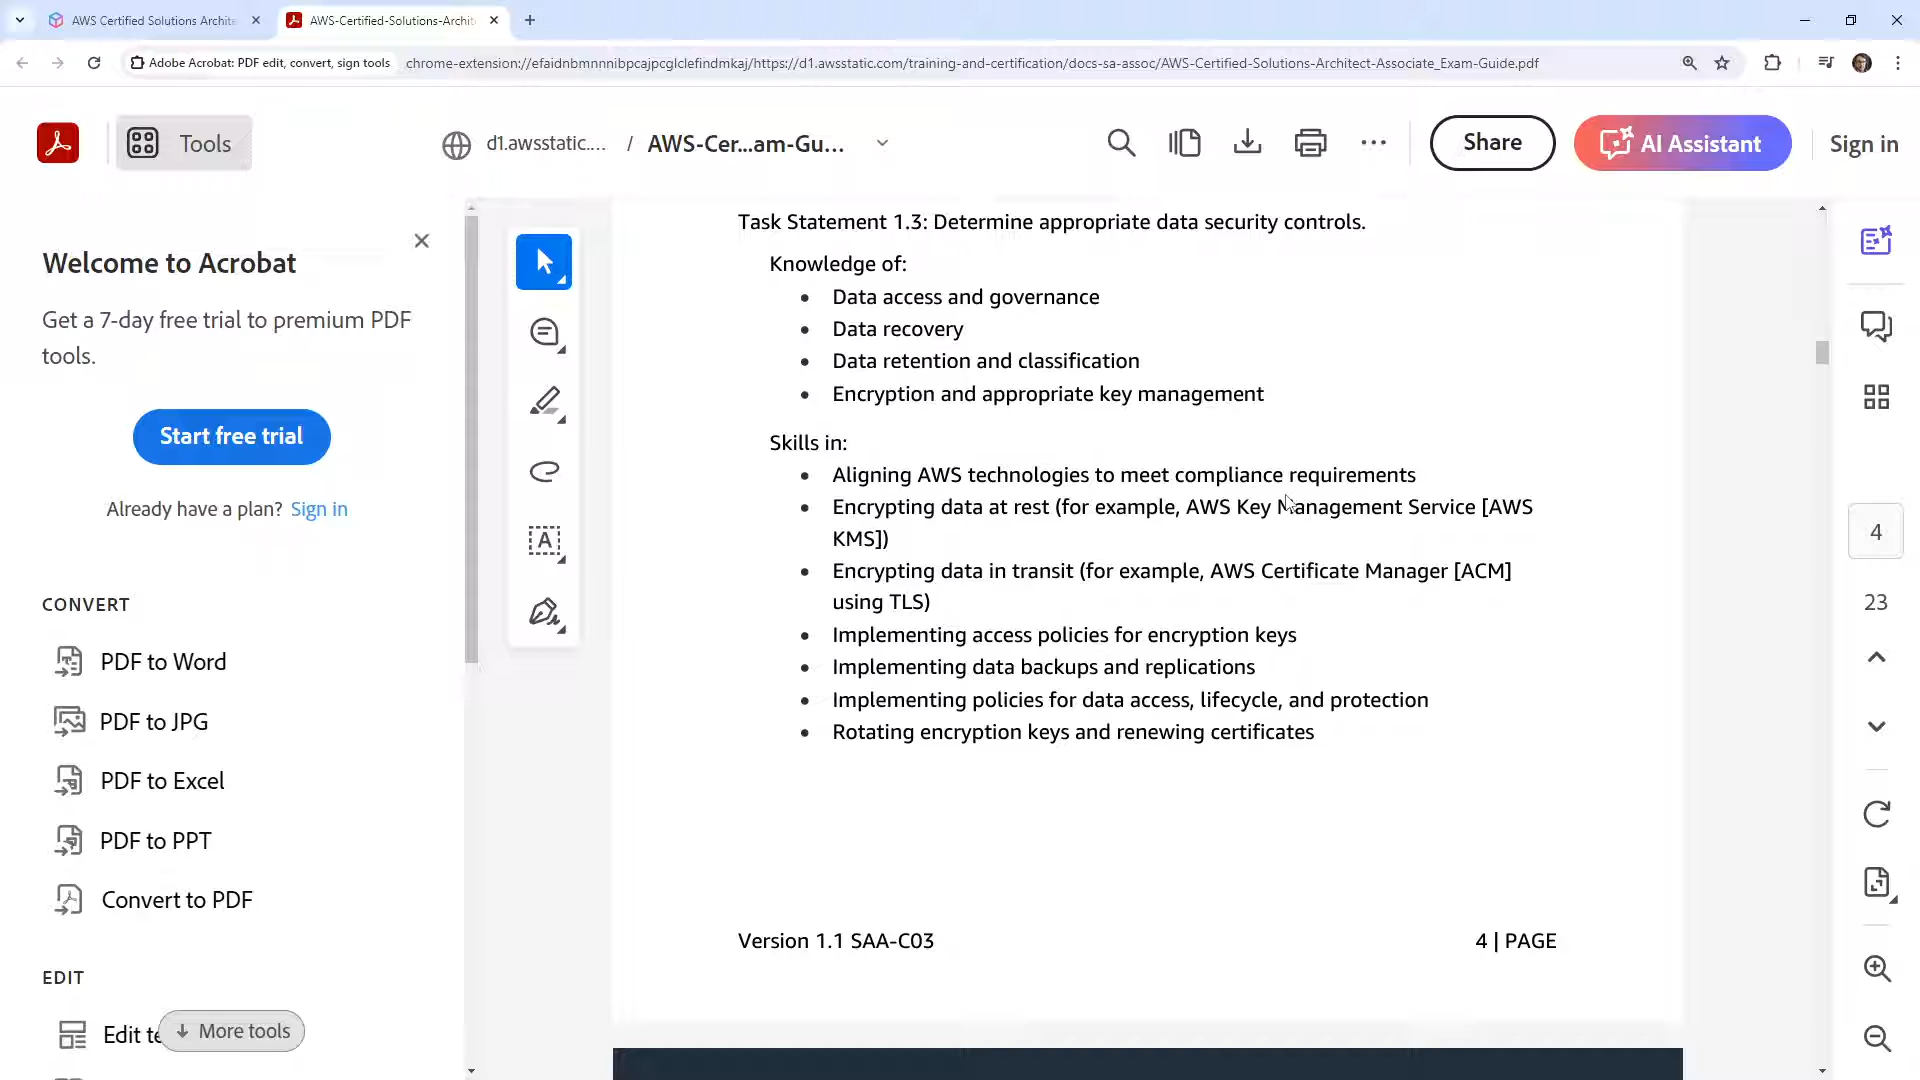 AWS Certified Solutions Archite
AWS-Certified-Solutions-Archit
Adobe Acrobat: PDF edit, convert, sign tools
chrome-extension://efaidnbmnnnibpcajpcglclefindmkaj/https://d1.awsstatic.com/training-and-certification/docs-sa-assoc/AWS-Certified-Solutions-Architect-Associate_Exam-Guide.pdf
Tools
d1.awsstatic.... / AWS-Cer...am-Gu...
Share
AI Assistant
Sign in
Welcome to Acrobat
Get a 7-day free trial to premium PDF
tools.
Start free trial
Already have a plan? Sign in
CONVERT
PDF to Word
PDF to JPG
PDF to Excel
PDF to PPT
Convert to PDF
EDIT
Edit te
More tools
Task Statement 1.3: Determine appropriate data security controls.
Knowledge of:
• Data access and governance
• Data recovery
• Data retention and classification
• Encryption and appropriate key management
Skills in:
• Aligning AWS technologies to meet compliance requirements
• Encrypting data at rest (for example, AWS Key Management Service [AWS
KMS])
• Encrypting data in transit (for example, AWS Certificate Manager [ACM]
using TLS)
• Implementing access policies for encryption keys
• Implementing data backups and replications
• Implementing policies for data access, lifecycle, and protection
• Rotating encryption keys and renewing certificates
Version 1.1 SAA-C03
4 | PAGE
4
23